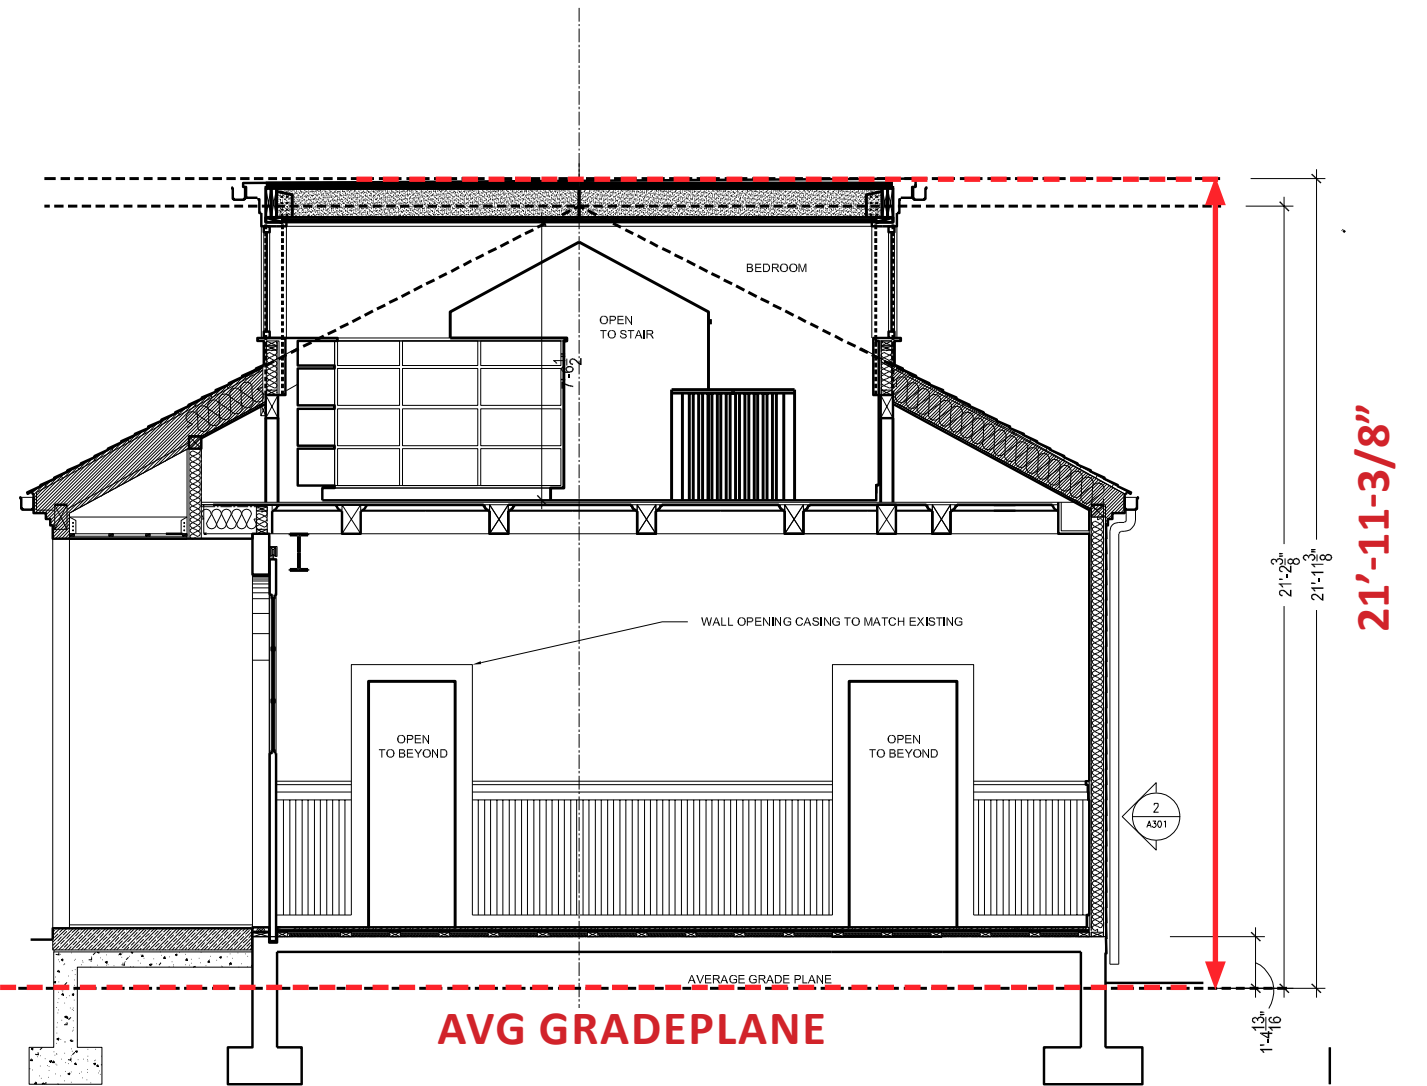 BEDROOM
OPEN
TO STAIR
7'-6 1/2"
21'-2 3/8"
21'-11 3/8"
21'-11-3/8”
WALL OPENING CASING TO MATCH EXISTING
OPEN
TO BEYOND
OPEN
TO BEYOND
2
A301
AVERAGE GRADE PLANE
AVG GRADEPLANE
1'-4 13/16"